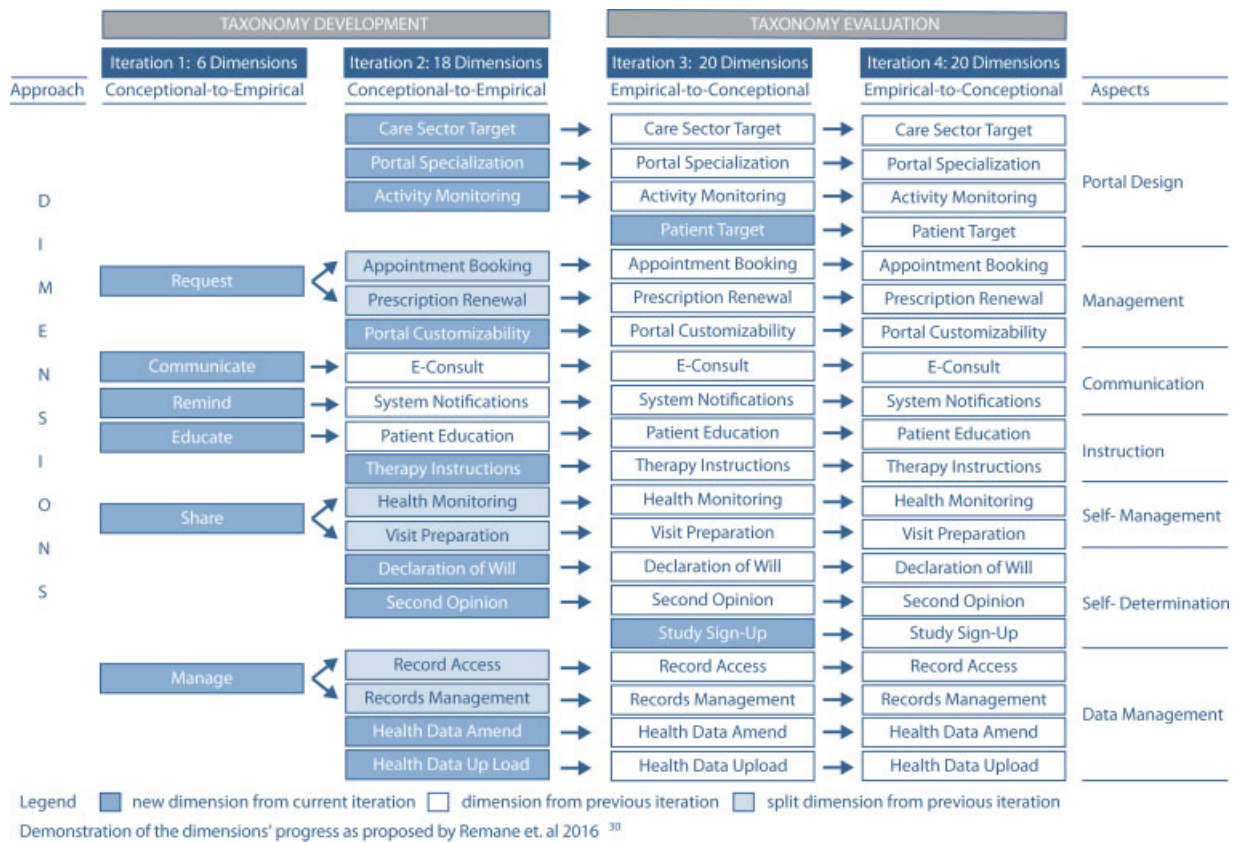 TAXONOMY DEVELOPMENT TAXONOMY EVALUATION
Iteration 1: 6 Dimensions Iteration 2: 18 Dimensions Iteration 3: 20 Dimensions Iteration 4: 20 Dimensions
Approach Conceptional-to-Empirical Conceptional-to-Empirical Empirical-to-Conceptional Empirical-to-Conceptional Aspects
DIMENSIONS
Care Sector Target Care Sector Target Care Sector Target
Portal Specialization Portal Specialization Portal Specialization
Activity Monitoring Activity Monitoring Activity Monitoring
Portal Design
Patient Target Patient Target
Request
Appointment Booking Appointment Booking Appointment Booking
Prescription Renewal Prescription Renewal Prescription Renewal
Management
Portal Customizability Portal Customizability Portal Customizability
Communicate E-Consult E-Consult E-Consult
Communication
Remind System Notifications System Notifications System Notifications
Educate Patient Education Patient Education Patient Education
Instruction
Therapy Instructions Therapy Instructions Therapy Instructions
Share
Health Monitoring Health Monitoring Health Monitoring
Self- Management
Visit Preparation Visit Preparation Visit Preparation
Declaration of Will Declaration of Will Declaration of Will
Second Opinion Second Opinion Second Opinion
Self- Determination
Study Sign-Up Study Sign-Up
Manage
Record Access Record Access Record Access
Records Management Records Management Records Management
Data Management
Health Data Amend Health Data Amend Health Data Amend
Health Data Up Load Health Data Upload Health Data Upload
Legend new dimension from current iteration dimension from previous iteration split dimension from previous iteration
Demonstration of the dimensions' progress as proposed by Remane et. al 2016 30